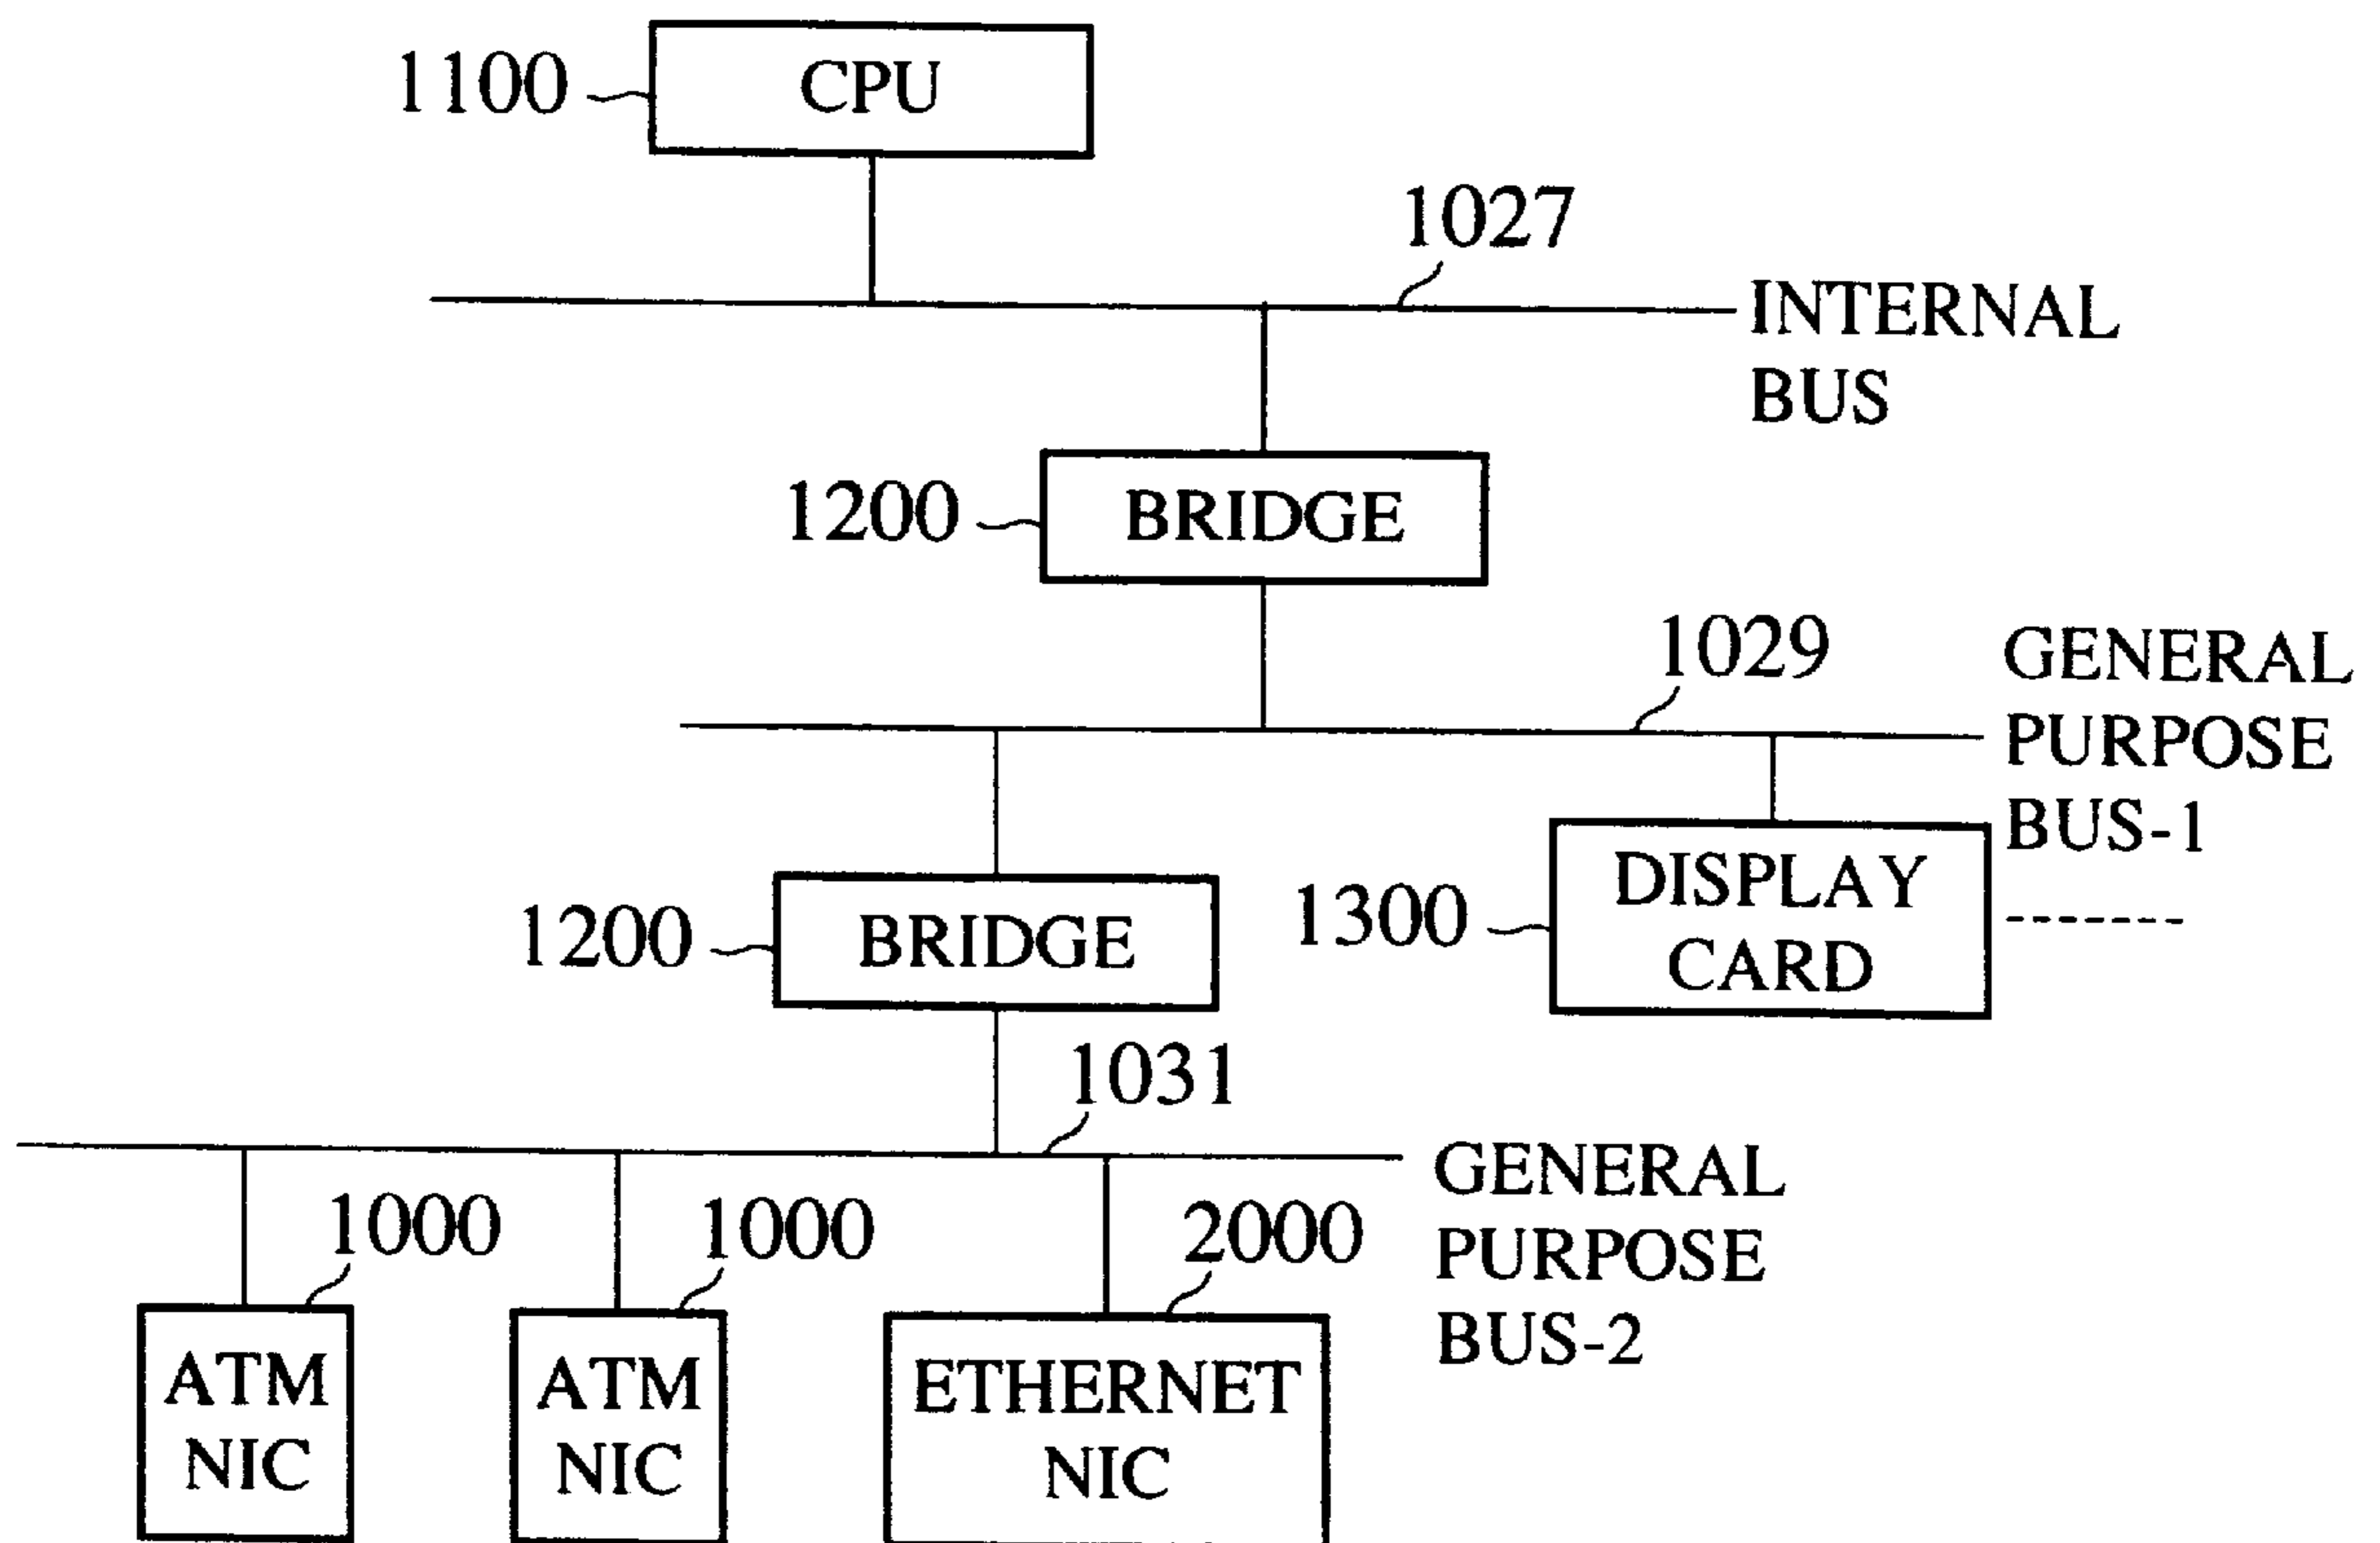 1100
CPU
1027
INTERNAL
BUS
1200
BRIDGE
1029
GENERAL
PURPOSE
BUS-1
1200
BRIDGE
1300
DISPLAY
CARD
1031
GENERAL
PURPOSE
BUS-2
1000
1000
2000
ATM
NIC
ATM
NIC
ETHERNET
NIC